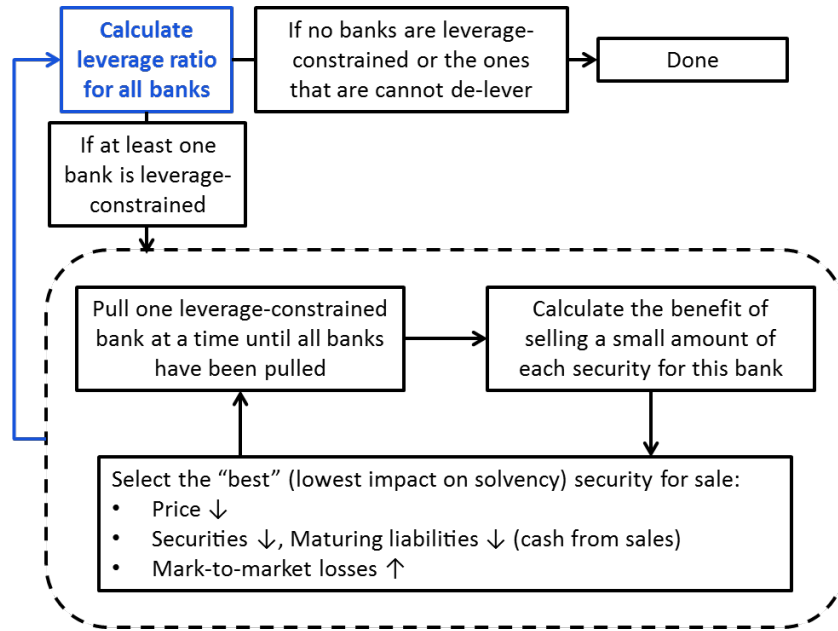 Calculate
leverage ratio
for all banks
If no banks are leverage-
constrained or the ones
that are cannot de-lever
Done
If at least one
bank is leverage-
constrained
Pull one leverage-constrained
bank at a time until all banks
have been pulled
Calculate the benefit of
selling a small amount of
each security for this bank
Select the “best” (lowest impact on solvency) security for sale:
• Price ↓
• Securities ↓, Maturing liabilities ↓ (cash from sales)
• Mark-to-market losses ↑